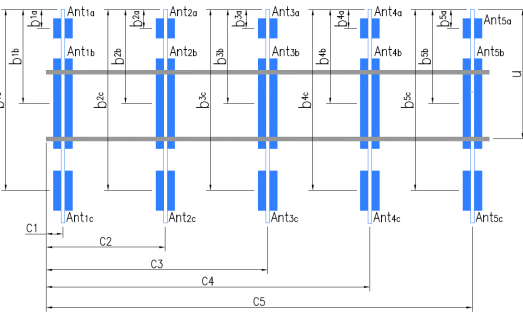 Ant1a Ant2a Ant3a Ant4a Ant5a
b1a b2a b3a b4a b5a
Ant1b Ant2b Ant3b Ant4b Ant5b
b1b b2b b3b b4b b5b
u
b2c b3c b4c b5c
Ant1c Ant2c Ant3c Ant4c Ant5c
C1
C2
C3
C4
C5